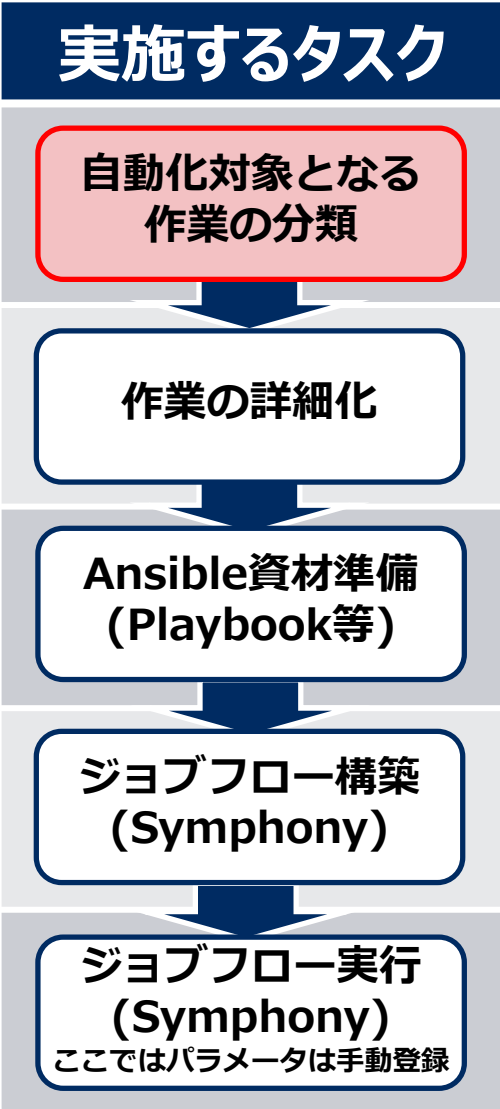 実施するタスク
自動化対象となる
作業の分類
作業の詳細化
Ansible資材準備
(Playbook等)
ジョブフロー構築
(Symphony)
ジョブフロー実行
(Symphony)
ここではパラメータは手動登録